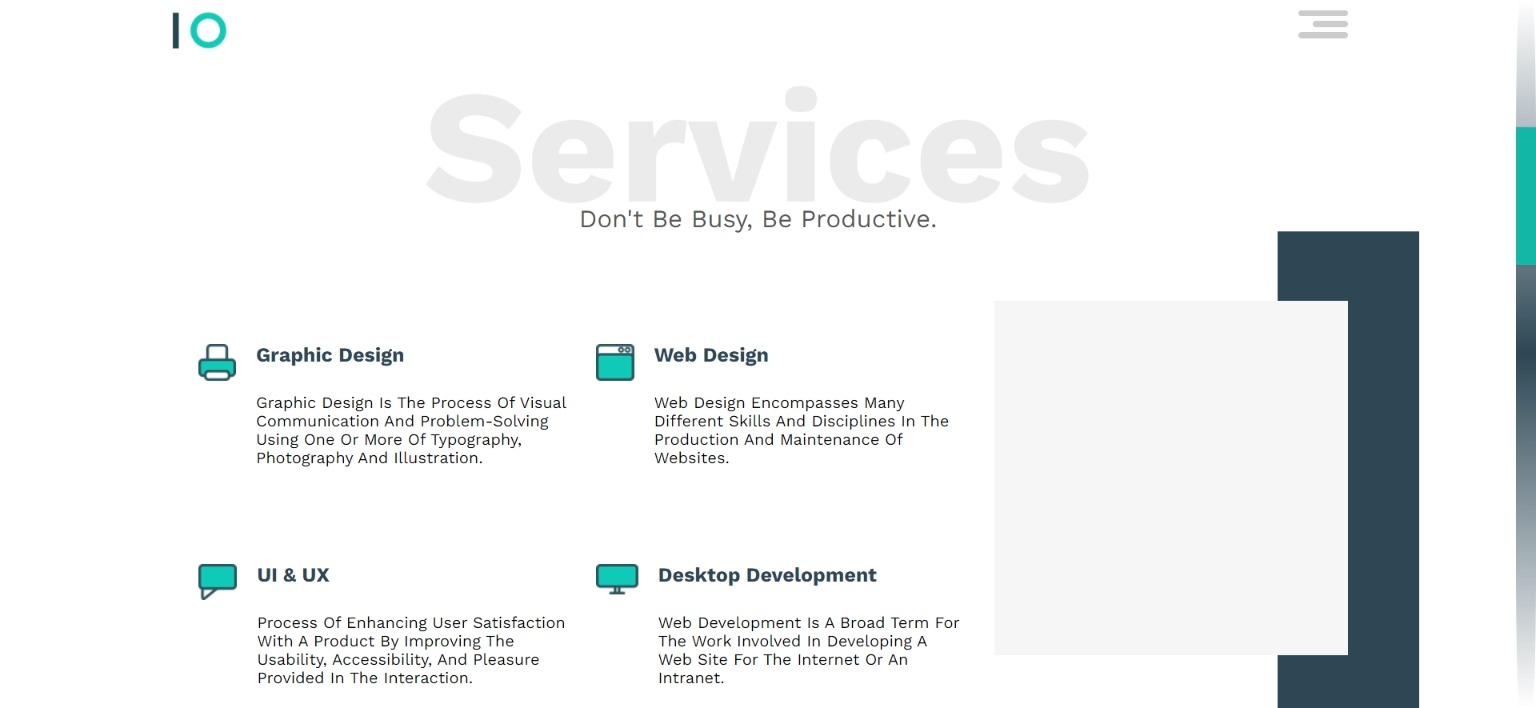 IO
Services
Don't Be Busy, Be Productive.
Graphic Design
Graphic Design Is The Process Of Visual
Communication And Problem-Solving
Using One Or More Of Typography,
Photography And Illustration.
Web Design
Web Design Encompasses Many
Different Skills And Disciplines In The
Production And Maintenance Of
Websites.
UI & UX
Process Of Enhancing User Satisfaction
With A Product By Improving The
Usability, Accessibility, And Pleasure
Provided In The Interaction.
Desktop Development
Web Development Is A Broad Term For
The Work Involved In Developing A
Web Site For The Internet Or An
Intranet.